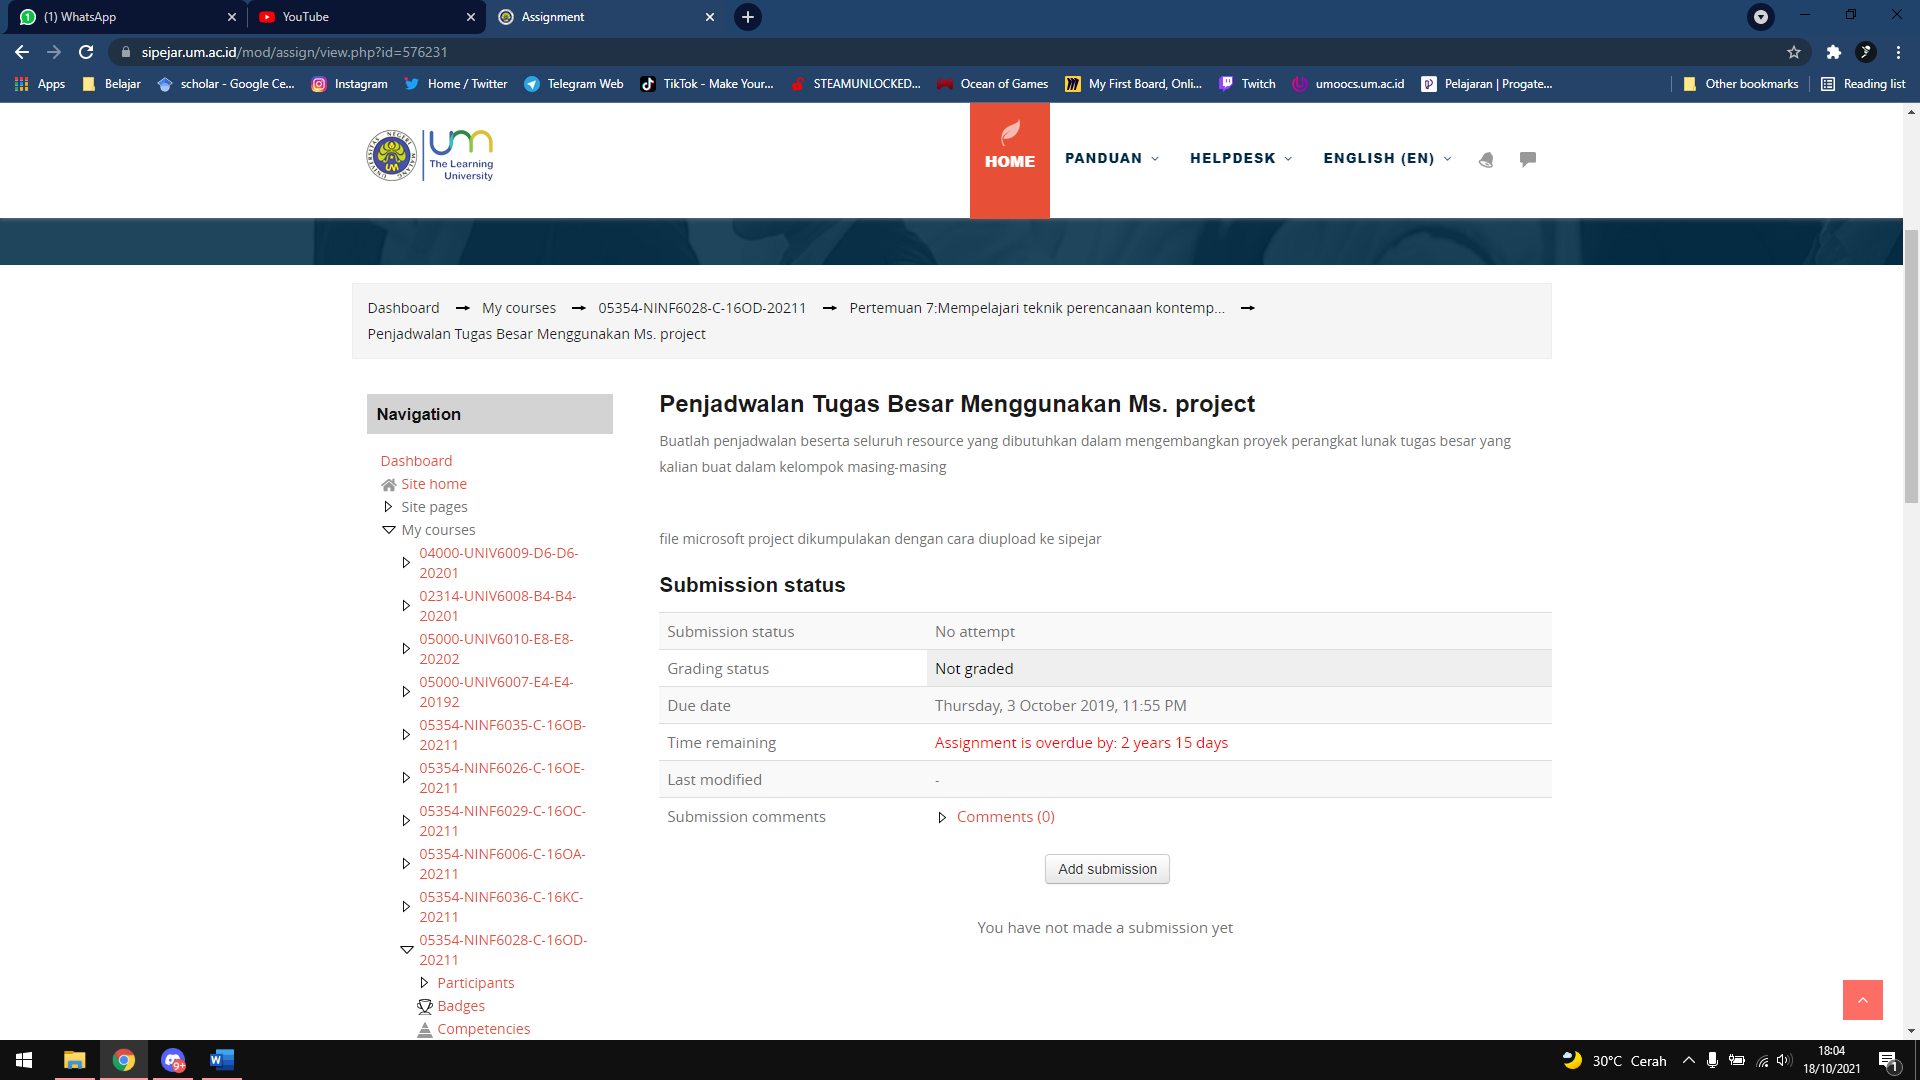 (1) WhatsApp
YouTube
Assignment
sipejar.um.ac.id/mod/assign/view.php?id=576231
Apps
Belajar
scholar - Google Ce...
Instagram
Home / Twitter
Telegram Web
TikTok - Make Your...
STEAMUNLOCKED...
Ocean of Games
My First Board, Onli...
Twitch
umoocs.um.ac.id
Pelajaran | Progate...
Other bookmarks
Reading list
UNIVERSITAS NEGERI MALANG
UM
um
The Learning
University
HOME
PANDUAN
HELPDESK
ENGLISH (EN)
Dashboard
My courses
05354-NINF6028-C-16OD-20211
Pertemuan 7:Mempelajari teknik perencanaan kontemp...
Penjadwalan Tugas Besar Menggunakan Ms. project
Navigation
Dashboard
Site home
Site pages
My courses
04000-UNIV6009-D6-D6-
20201
02314-UNIV6008-B4-B4-
20201
05000-UNIV6010-E8-E8-
20202
05000-UNIV6007-E4-E4-
20192
05354-NINF6035-C-16OB-
20211
05354-NINF6026-C-16OE-
20211
05354-NINF6029-C-16OC-
20211
05354-NINF6006-C-16OA-
20211
05354-NINF6036-C-16KC-
20211
05354-NINF6028-C-16OD-
20211
Participants
Badges
Competencies
Penjadwalan Tugas Besar Menggunakan Ms. project
Buatlah penjadwalan beserta seluruh resource yang dibutuhkan dalam mengembangkan proyek perangkat lunak tugas besar yang
kalian buat dalam kelompok masing-masing
file microsoft project dikumpulakan dengan cara diupload ke sipejar
Submission status
Submission status No attempt
Grading status Not graded
Due date Thursday, 3 October 2019, 11:55 PM
Time remaining Assignment is overdue by: 2 years 15 days
Last modified -
Submission comments Comments (0)
Add submission
You have not made a submission yet
9+
W
30°C Cerah
18:04
18/10/2021
1